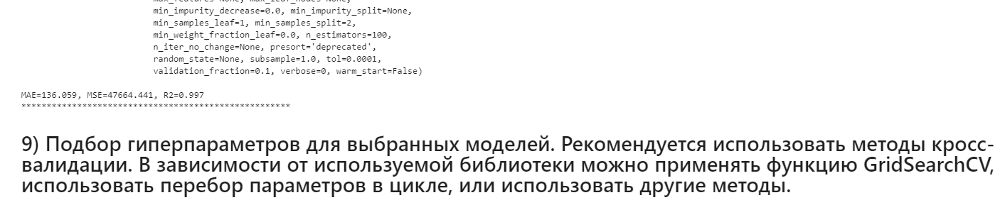 max_features=None, max_leaf_nodes=None,
min_impurity_decrease=0.0, min_impurity_split=None,
min_samples_leaf=1, min_samples_split=2,
min_weight_fraction_leaf=0.0, n_estimators=100,
n_iter_no_change=None, presort='deprecated',
random_state=None, subsample=1.0, tol=0.0001,
validation_fraction=0.1, verbose=0, warm_start=False)
MAE=136.059, MSE=47664.441, R2=0.997
*****************************************************
9) Подбор гиперпараметров для выбранных моделей. Рекомендуется использовать методы кросс-
валидации. В зависимости от используемой библиотеки можно применять функцию GridSearchCV,
использовать перебор параметров в цикле, или использовать другие методы.